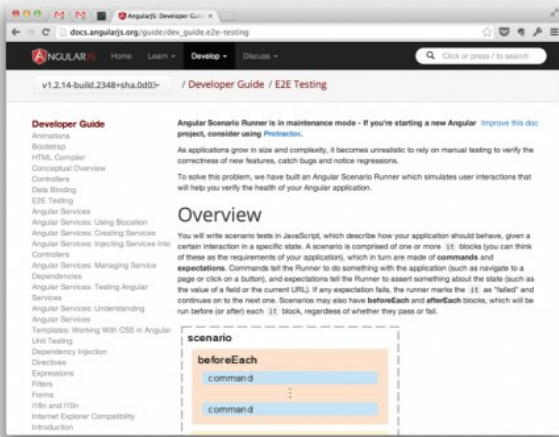 AngularJS: Developer Guide
docs.angularjs.org/guide/dev_guide.e2e-testing
ANGULARJS Home Learn Develop Discuss Click or press / to search
v1.2.14-build.2348+sha.0d03
/ Developer Guide / E2E Testing
Developer Guide
Animations
Bootstrap
HTML Compiler
Conceptual Overview
Controllers
Data Binding
E2E Testing
Angular Services
Angular Services: Using $location
Angular Services: Creating Services
Angular Services: Injecting Services Into
Controllers
Angular Services: Managing Service
Dependencies
Angular Services: Testing Angular
Services
Angular Services: Understanding
Angular Services
Templates: Working With CSS in Angular
Unit Testing
Dependency Injection
Directives
Expressions
Filters
Forms
i18n and l10n
Internet Explorer Compatibility
Introduction
Angular Scenario Runner is in maintenance mode - If you're starting a new Angular Improve this doc
project, consider using Protractor.
As applications grow in size and complexity, it becomes unrealistic to rely on manual testing to verify the
correctness of new features, catch bugs and notice regressions.
To solve this problem, we have built an Angular Scenario Runner which simulates user interactions that
will help you verify the health of your Angular application.
Overview
You will write scenario tests in JavaScript, which describe how your application should behave, given a
certain interaction in a specific state. A scenario is comprised of one or more it blocks (you can think
of these as the requirements of your application), which in turn are made of commands and
expectations. Commands tell the Runner to do something with the application (such as navigate to a
page or click on a button), and expectations tell the Runner to assert something about the state (such as
the value of a field or the current URL). If any expectation fails, the runner marks the it as "failed" and
continues on to the next one. Scenarios may also have beforeEach and afterEach blocks, which will be
run before (or after) each it block, regardless of whether they pass or fail.
scenario
beforeEach
command
command